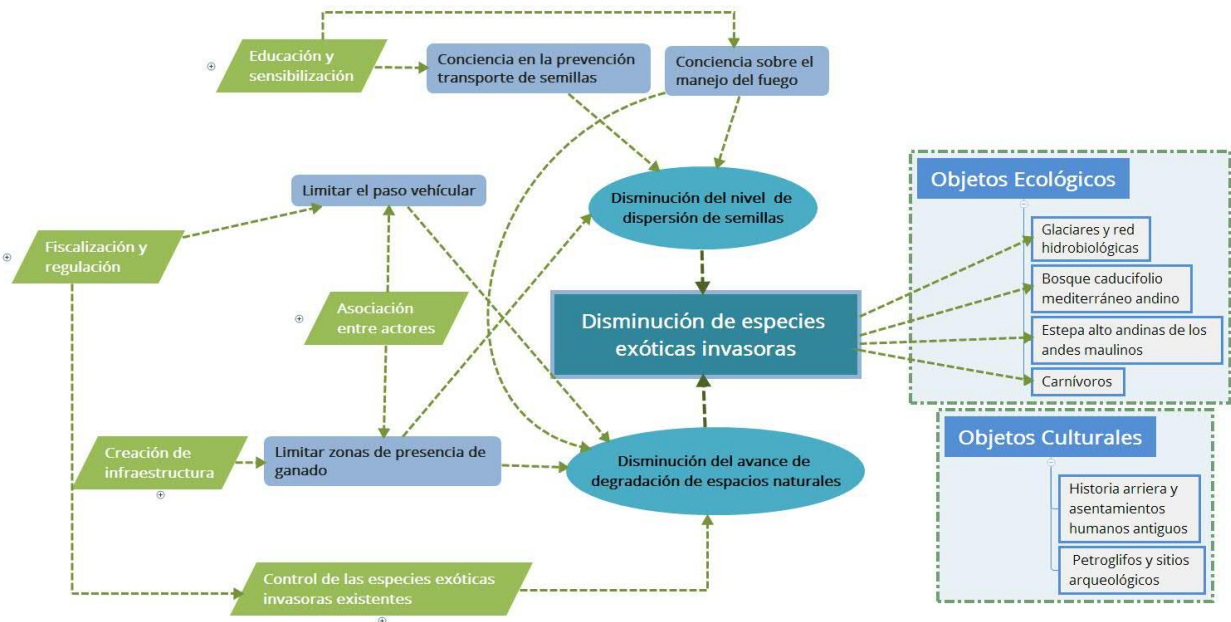 Educación y
sensibilización
Conciencia en la prevención
transporte de semillas
Conciencia sobre el
manejo del fuego
Limitar el paso vehícular
Disminución del nivel de
dispersión de semillas
Fiscalización y
regulación
Asociación
entre actores
Disminución de especies
exóticas invasoras
Creación de
infraestructura
Limitar zonas de presencia de
ganado
Disminución del avance de
degradación de espacios naturales
Control de las especies exóticas
invasoras existentes
Objetos Ecológicos
Glaciares y red
hidrobiológicas
Bosque caducifolio
mediterráneo andino
Estepa alto andinas de los
andes maulinos
Carnívoros
Objetos Culturales
Historia arriera y
asentamientos
humanos antiguos
Petroglifos y sitios
arqueológicos